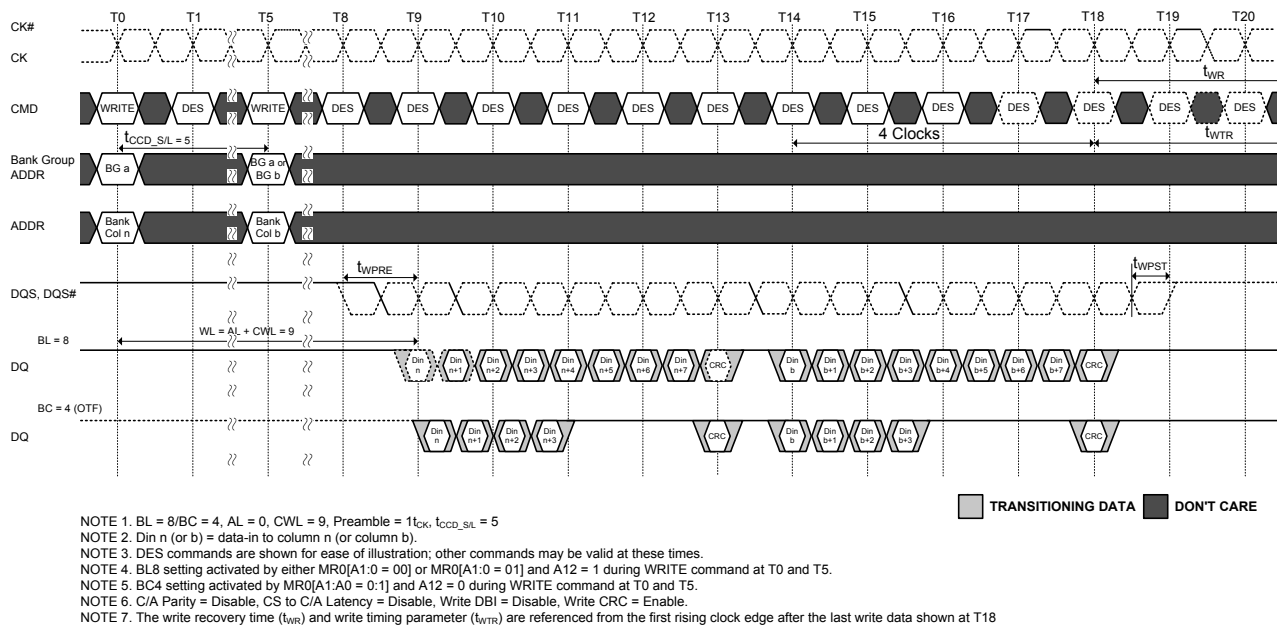 T0 T1 T5 T8 T9 T10 T11 T12 T13 T14 T15 T16 T17 T18 T19 T20
CK#
CK
tWR
CMD WRITE DES WRITE DES DES DES DES DES DES DES DES DES DES DES DES DES
tCCD_S/L = 5
4 Clocks
tWTR
Bank Group
ADDR
BG a
BG a or
BG b
ADDR
Bank
Col n
Bank
Col b
tWPRE
tWPST
DQS, DQS#
WL = AL + CWL = 9
BL = 8
DQ
Din
n
Din
n+1
Din
n+2
Din
n+3
Din
n+4
Din
n+5
Din
n+6
Din
n+7
CRC
Din
b
Din
b+1
Din
b+2
Din
b+3
Din
b+4
Din
b+5
Din
b+6
Din
b+7
CRC
BC = 4 (OTF)
DQ
Din
n
Din
n+1
Din
n+2
Din
n+3
CRC
Din
b
Din
b+1
Din
b+2
Din
b+3
CRC
TRANSITIONING DATA DON'T CARE
NOTE 1. BL = 8/BC = 4, AL = 0, CWL = 9, Preamble = 1tCK, tCCD_S/L = 5
NOTE 2. Din n (or b) = data-in to column n (or column b).
NOTE 3. DES commands are shown for ease of illustration; other commands may be valid at these times.
NOTE 4. BL8 setting activated by either MR0[A1:0 = 00] or MR0[A1:0 = 01] and A12 = 1 during WRITE command at T0 and T5.
NOTE 5. BC4 setting activated by MR0[A1:A0 = 0:1] and A12 = 0 during WRITE command at T0 and T5.
NOTE 6. C/A Parity = Disable, CS to C/A Latency = Disable, Write DBI = Disable, Write CRC = Enable.
NOTE 7. The write recovery time (tWR) and write timing parameter (tWTR) are referenced from the first rising clock edge after the last write data shown at T18